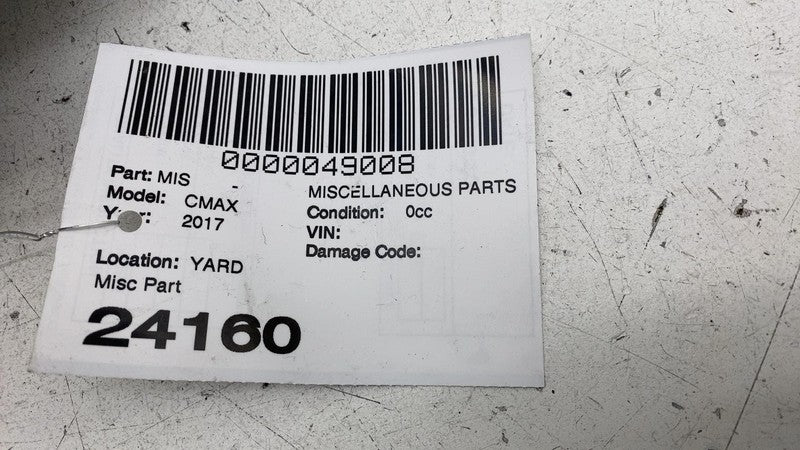 0000049008
Part: MIS - MISCELLANEOUS PARTS
Model: CMAX Condition: 0cc
Year: 2017 VIN:
Damage Code:
Location: YARD
Misc Part
24160